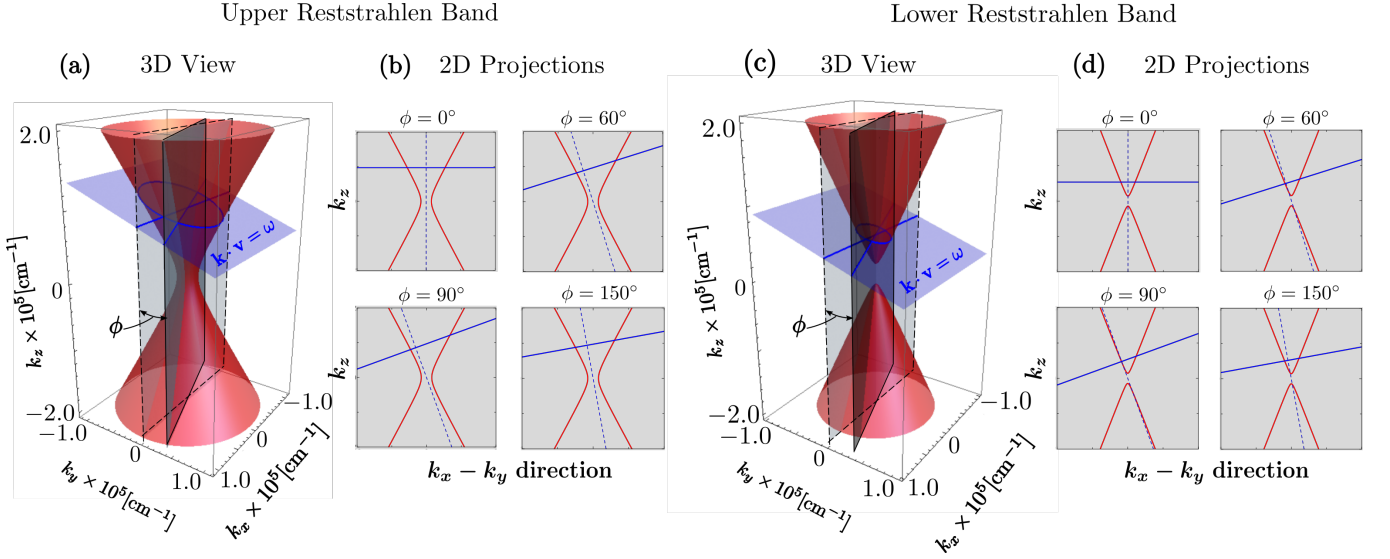 Upper Reststrahlen Band
Lower Reststrahlen Band
(a) 3D View
(b) 2D Projections
(c) 3D View
(d) 2D Projections
2.0
0
−2.0
k_z × 10^5[cm^−1]
−1.0
0
1.0
k_y × 10^5[cm^−1]
1.0
0
−1.0
k_x × 10^5[cm^−1]
k · v = ω
ϕ
ϕ = 0°
ϕ = 60°
k_z
ϕ = 90°
ϕ = 150°
k_z
k_x − k_y direction
2.0
0
−2.0
k_z × 10^5[cm^−1]
−1.0
0
1.0
k_y × 10^5[cm^−1]
1.0
0
−1.0
k_x × 10^5[cm^−1]
k · v = ω
ϕ
ϕ = 0°
ϕ = 60°
k_z
ϕ = 90°
ϕ = 150°
k_z
k_x − k_y direction